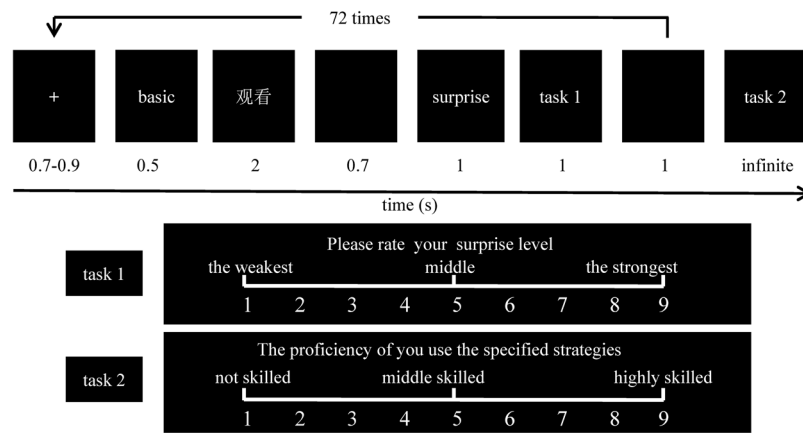 72 times
+ basic 观看 surprise task 1 task 2
0.7-0.9 0.5 2 0.7 1 1 1 infinite
time (s)
task 1
Please rate your surprise level
the weakest middle the strongest
1 2 3 4 5 6 7 8 9
task 2
The proficiency of you use the specified strategies
not skilled middle skilled highly skilled
1 2 3 4 5 6 7 8 9